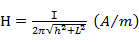 H = I / 2π√h²+L² (A/m)